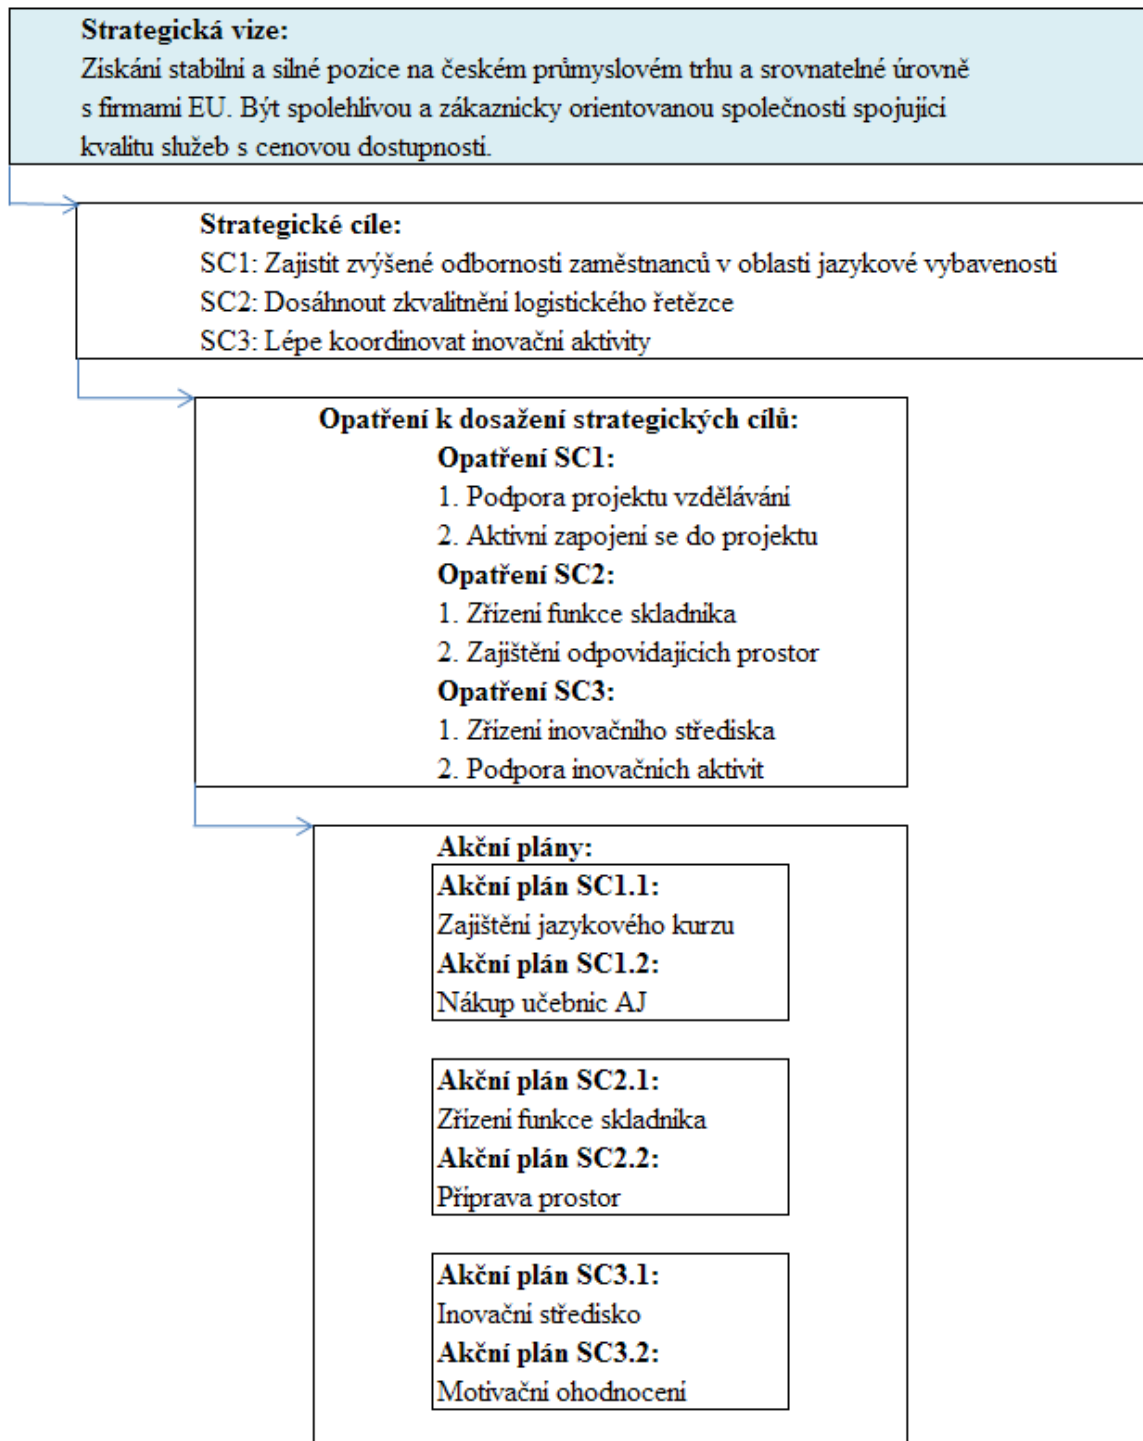 Strategická vize:
Získání stabilní a silné pozice na českém průmyslovém trhu a srovnatelné úrovně
s firmami EU. Být spolehlivou a zákaznicky orientovanou společností spojující
kvalitu služeb s cenovou dostupností.
Strategické cíle:
SC1: Zajistit zvýšené odbornosti zaměstnanců v oblasti jazykové vybavenosti
SC2: Dosáhnout zkvalitnění logistického řetězce
SC3: Lépe koordinovat inovační aktivity
Opatření k dosažení strategických cílů:
Opatření SC1:
1. Podpora projektu vzdělávání
2. Aktivní zapojení se do projektu
Opatření SC2:
1. Zřízení funkce skladníka
2. Zajištění odpovídajících prostor
Opatření SC3:
1. Zřízení inovačního střediska
2. Podpora inovačních aktivit
Akční plány:
Akční plán SC1.1:
Zajištění jazykového kurzu
Akční plán SC1.2:
Nákup učebnic AJ
Akční plán SC2.1:
Zřízení funkce skladníka
Akční plán SC2.2:
Příprava prostor
Akční plán SC3.1:
Inovační středisko
Akční plán SC3.2:
Motivační ohodnocení